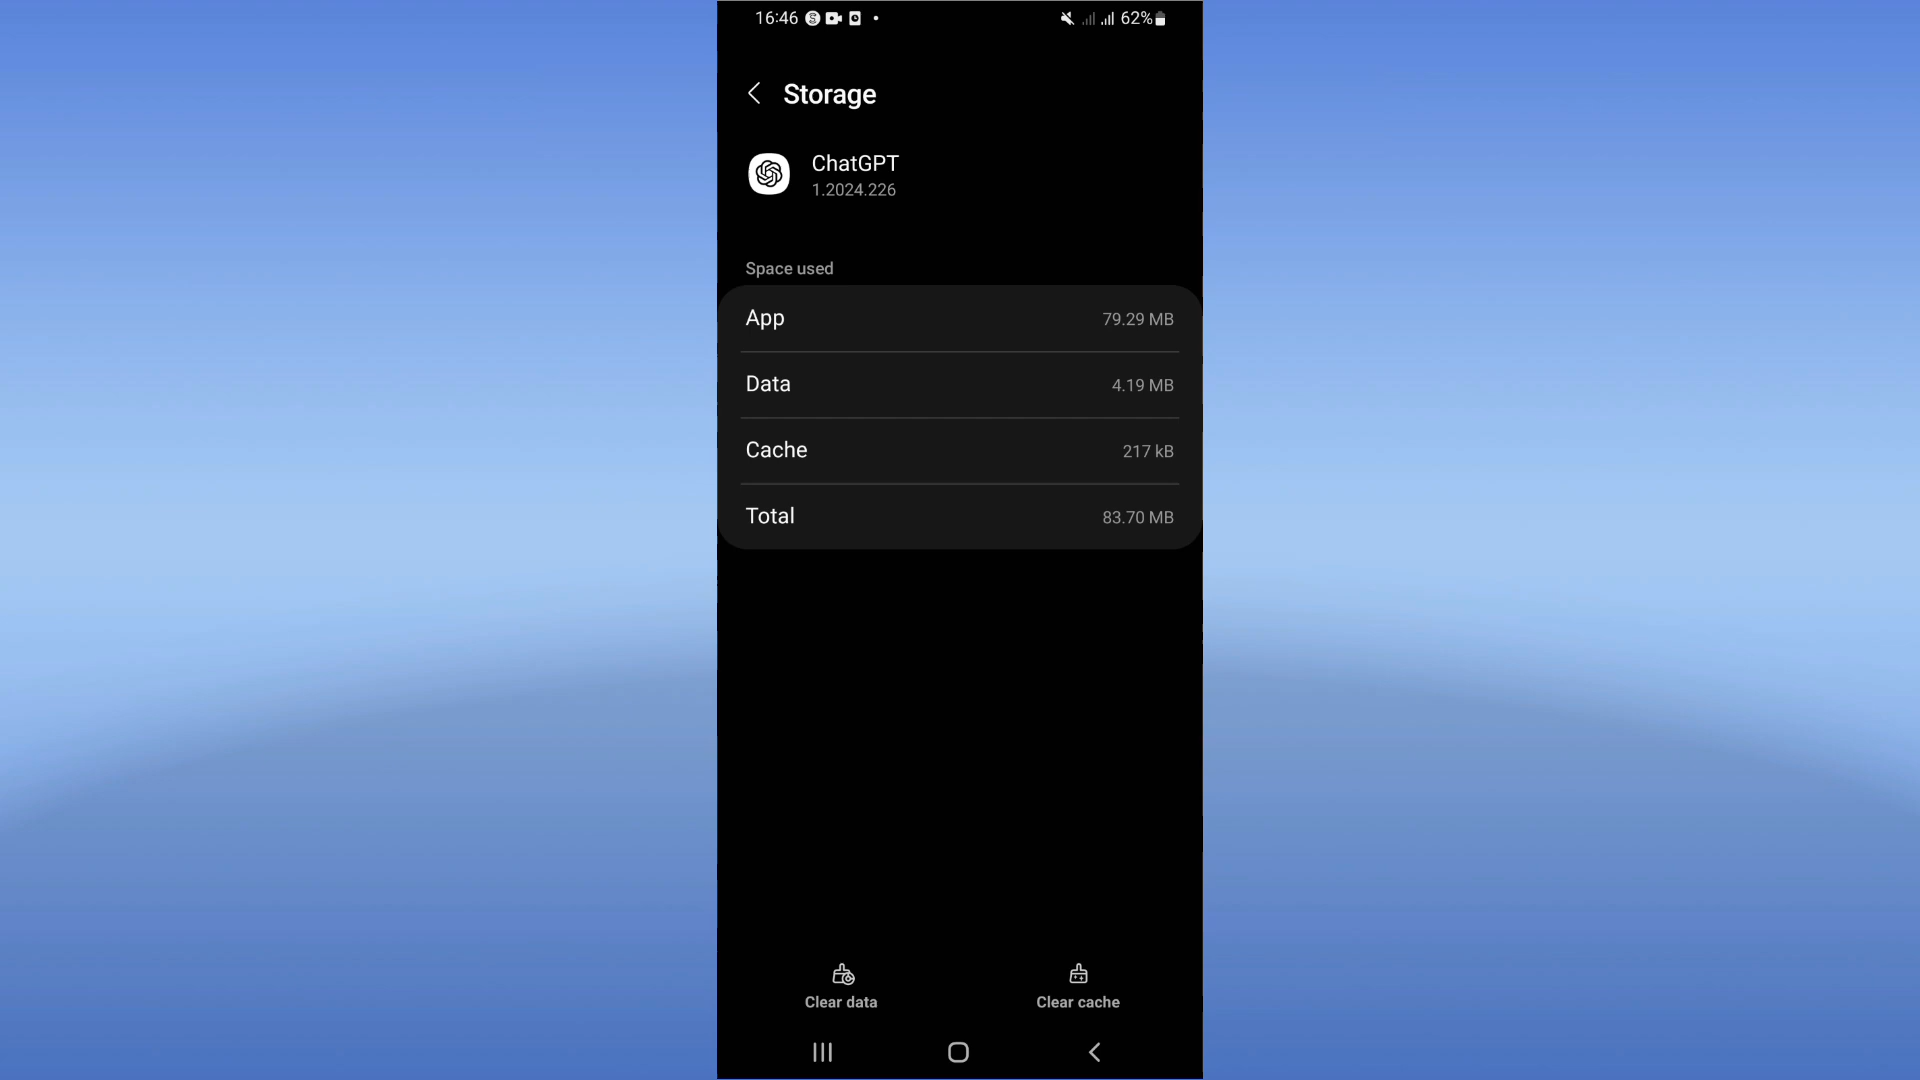 16:46 62%
Storage
ChatGPT
1.2024.226
Space used
App 79.29 MB
Data 4.19 MB
Cache 217 kB
Total 83.70 MB
Clear data Clear cache